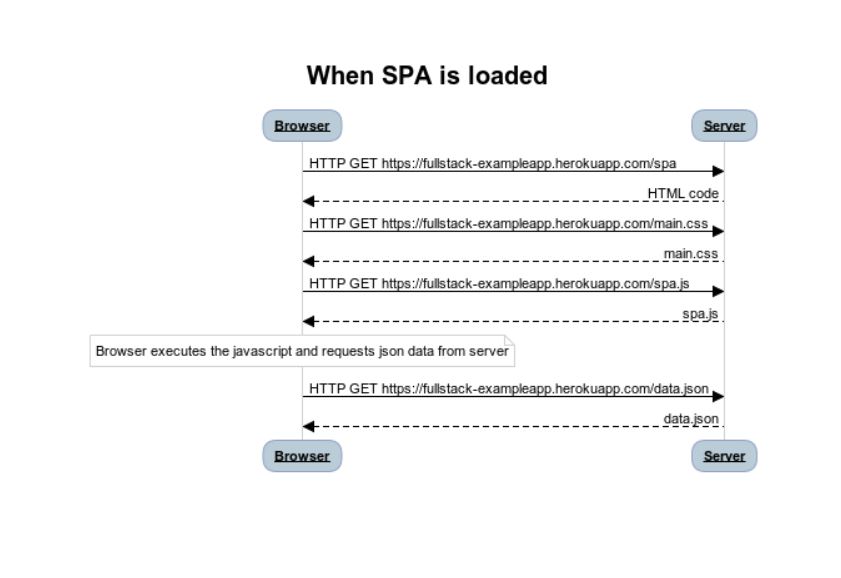 When SPA is loaded
Browser
Server
HTTP GET https://fullstack-exampleapp.herokuapp.com/spa
HTML code
HTTP GET https://fullstack-exampleapp.herokuapp.com/main.css
main.css
HTTP GET https://fullstack-exampleapp.herokuapp.com/spa.js
spa.js
Browser executes the javascript and requests json data from server
HTTP GET https://fullstack-exampleapp.herokuapp.com/data.json
data.json
Browser
Server